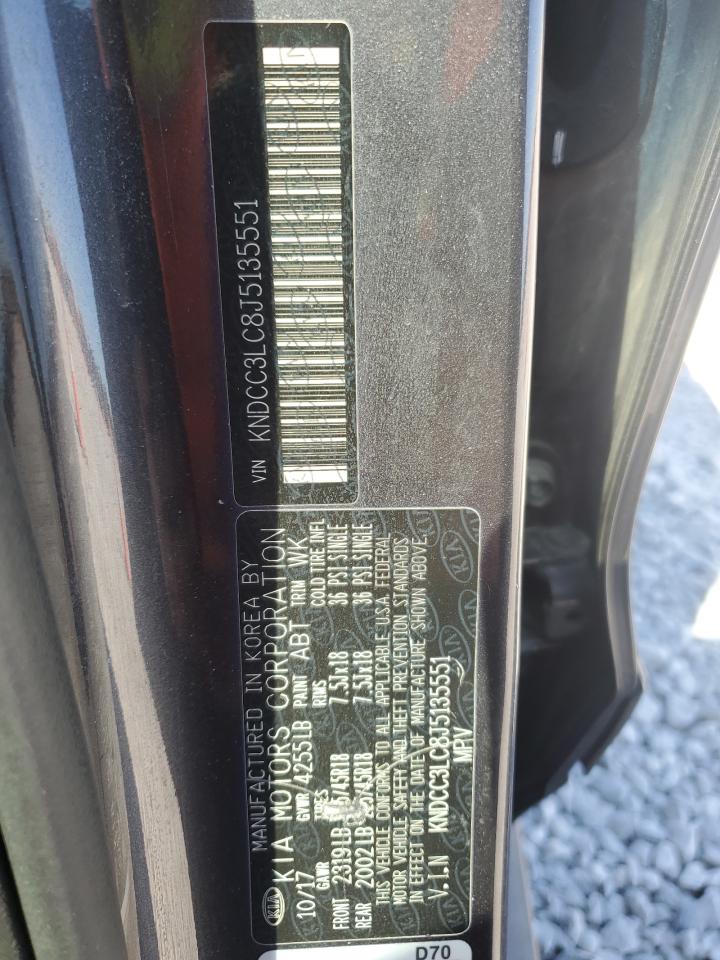 VIN KNDCC3LC8J5135551
MANUFACTURED IN KOREA BY
KIA KIA MOTORS CORPORATION
10/17 GVWR/4255LB PAINT ABT TRIM WK
GAWR RIMS COLD TIRE INFL
FRONT 2319LB /45R18 7.5Jx18 36 PSI SINGLE
REAR 2002LB /45R18 7.5Jx18 36 PSI SINGLE
THIS VEHICLE CONFORMS TO ALL APPLICABLE U.S.A. FEDERAL
MOTOR VEHICLE SAFETY AND THEFT PREVENTION STANDARDS
IN EFFECT ON THE DATE OF MANUFACTURE SHOWN ABOVE.
V.I.N KNDCC3LC8J5135551
MPV
D70